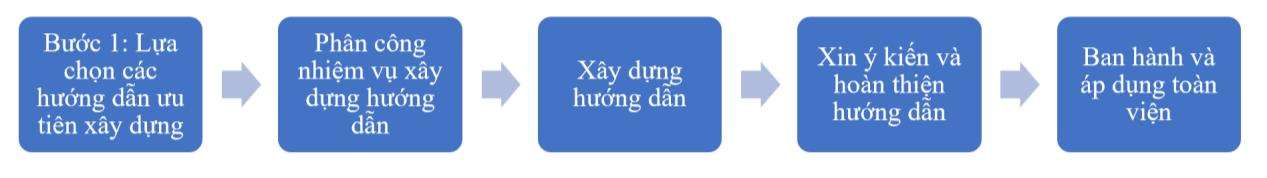 Bước 1: Lựa
chọn các
hướng dẫn ưu
tiên xây dựng
Phân công
nhiệm vụ xây
dựng hướng
dẫn
Xây dựng
hướng dẫn
Xin ý kiến và
hoàn thiện
hướng dẫn
Ban hành và
áp dụng toàn
viện